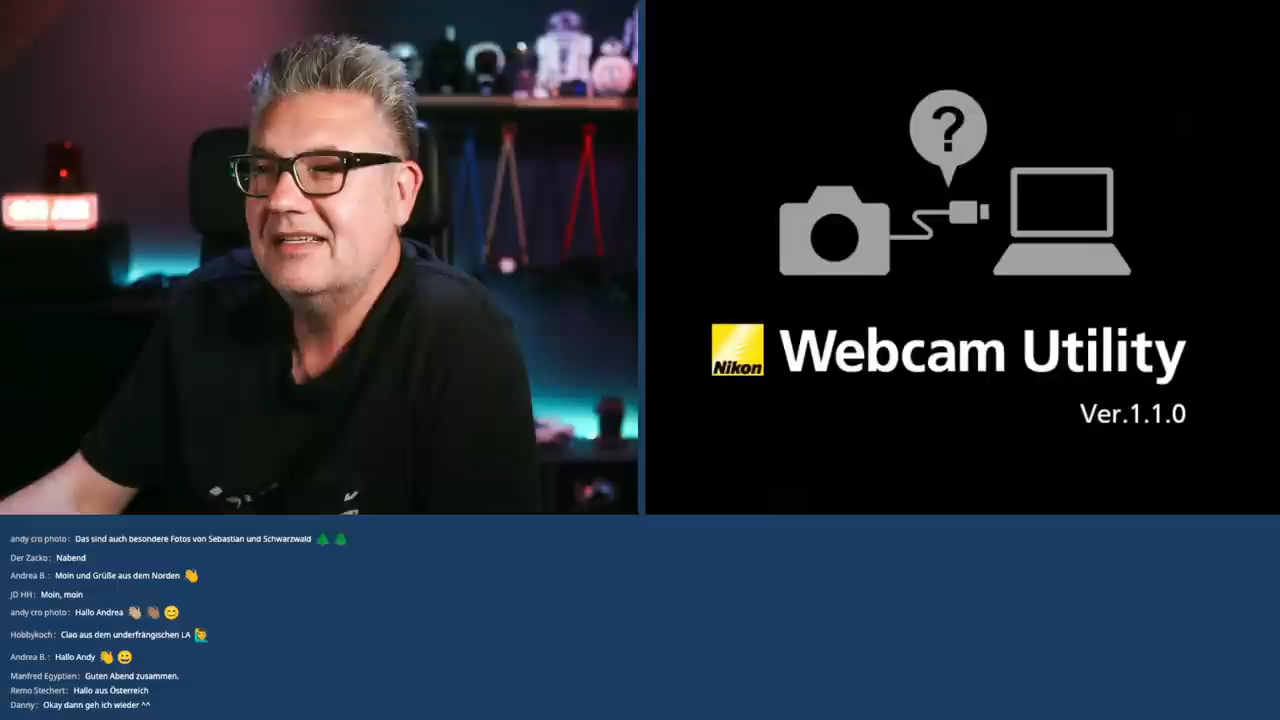 ON AIR
?
Nikon
Webcam Utility
Ver.1.1.0
andy cro photo: Das sind auch besondere Fotos von Sebastian und Schwarzwald 🌲 🌲
Der Zacko: Nabend
Andrea B.: Moin und Grüße aus dem Norden 👋
JD HH: Moin, moin
andy cro photo: Hallo Andrea 👋🏼 👋🏽 😊
Hobbykoch: Ciao aus dem underfrängischen LA 🙋‍♂️
Andrea B.: Hallo Andy 👋 😀
Manfred Egyptien: Guten Abend zusammen.
Remo Stechert: Hallo aus Österreich
Danny: Okay dann geh ich wieder ^^